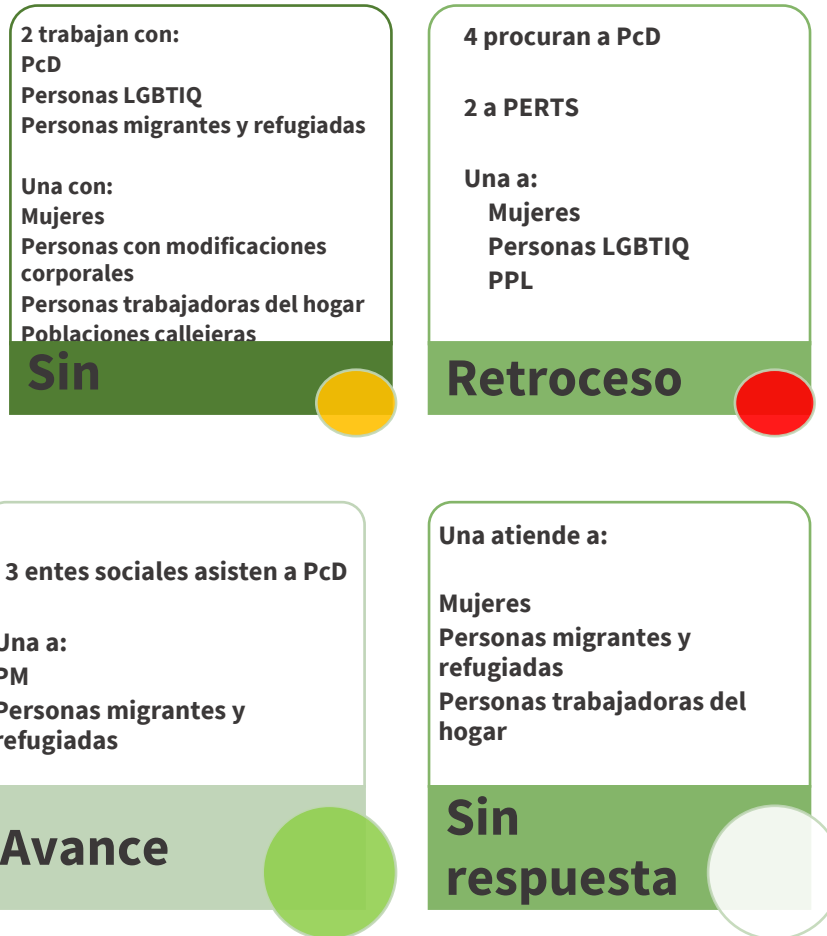 2 trabajan con:
PcD
Personas LGBTIQ
Personas migrantes y refugiadas
Una con:
Mujeres
Personas con modificaciones
corporales
Personas trabajadoras del hogar
Poblaciones callejeras
Sin
4 procuran a PcD
2 a PERTS
Una a:
Mujeres
Personas LGBTIQ
PPL
Retroceso
3 entes sociales asisten a PcD
Una a:
PM
Personas migrantes y
refugiadas
Avance
Una atiende a:
Mujeres
Personas migrantes y
refugiadas
Personas trabajadoras del
hogar
Sin
respuesta